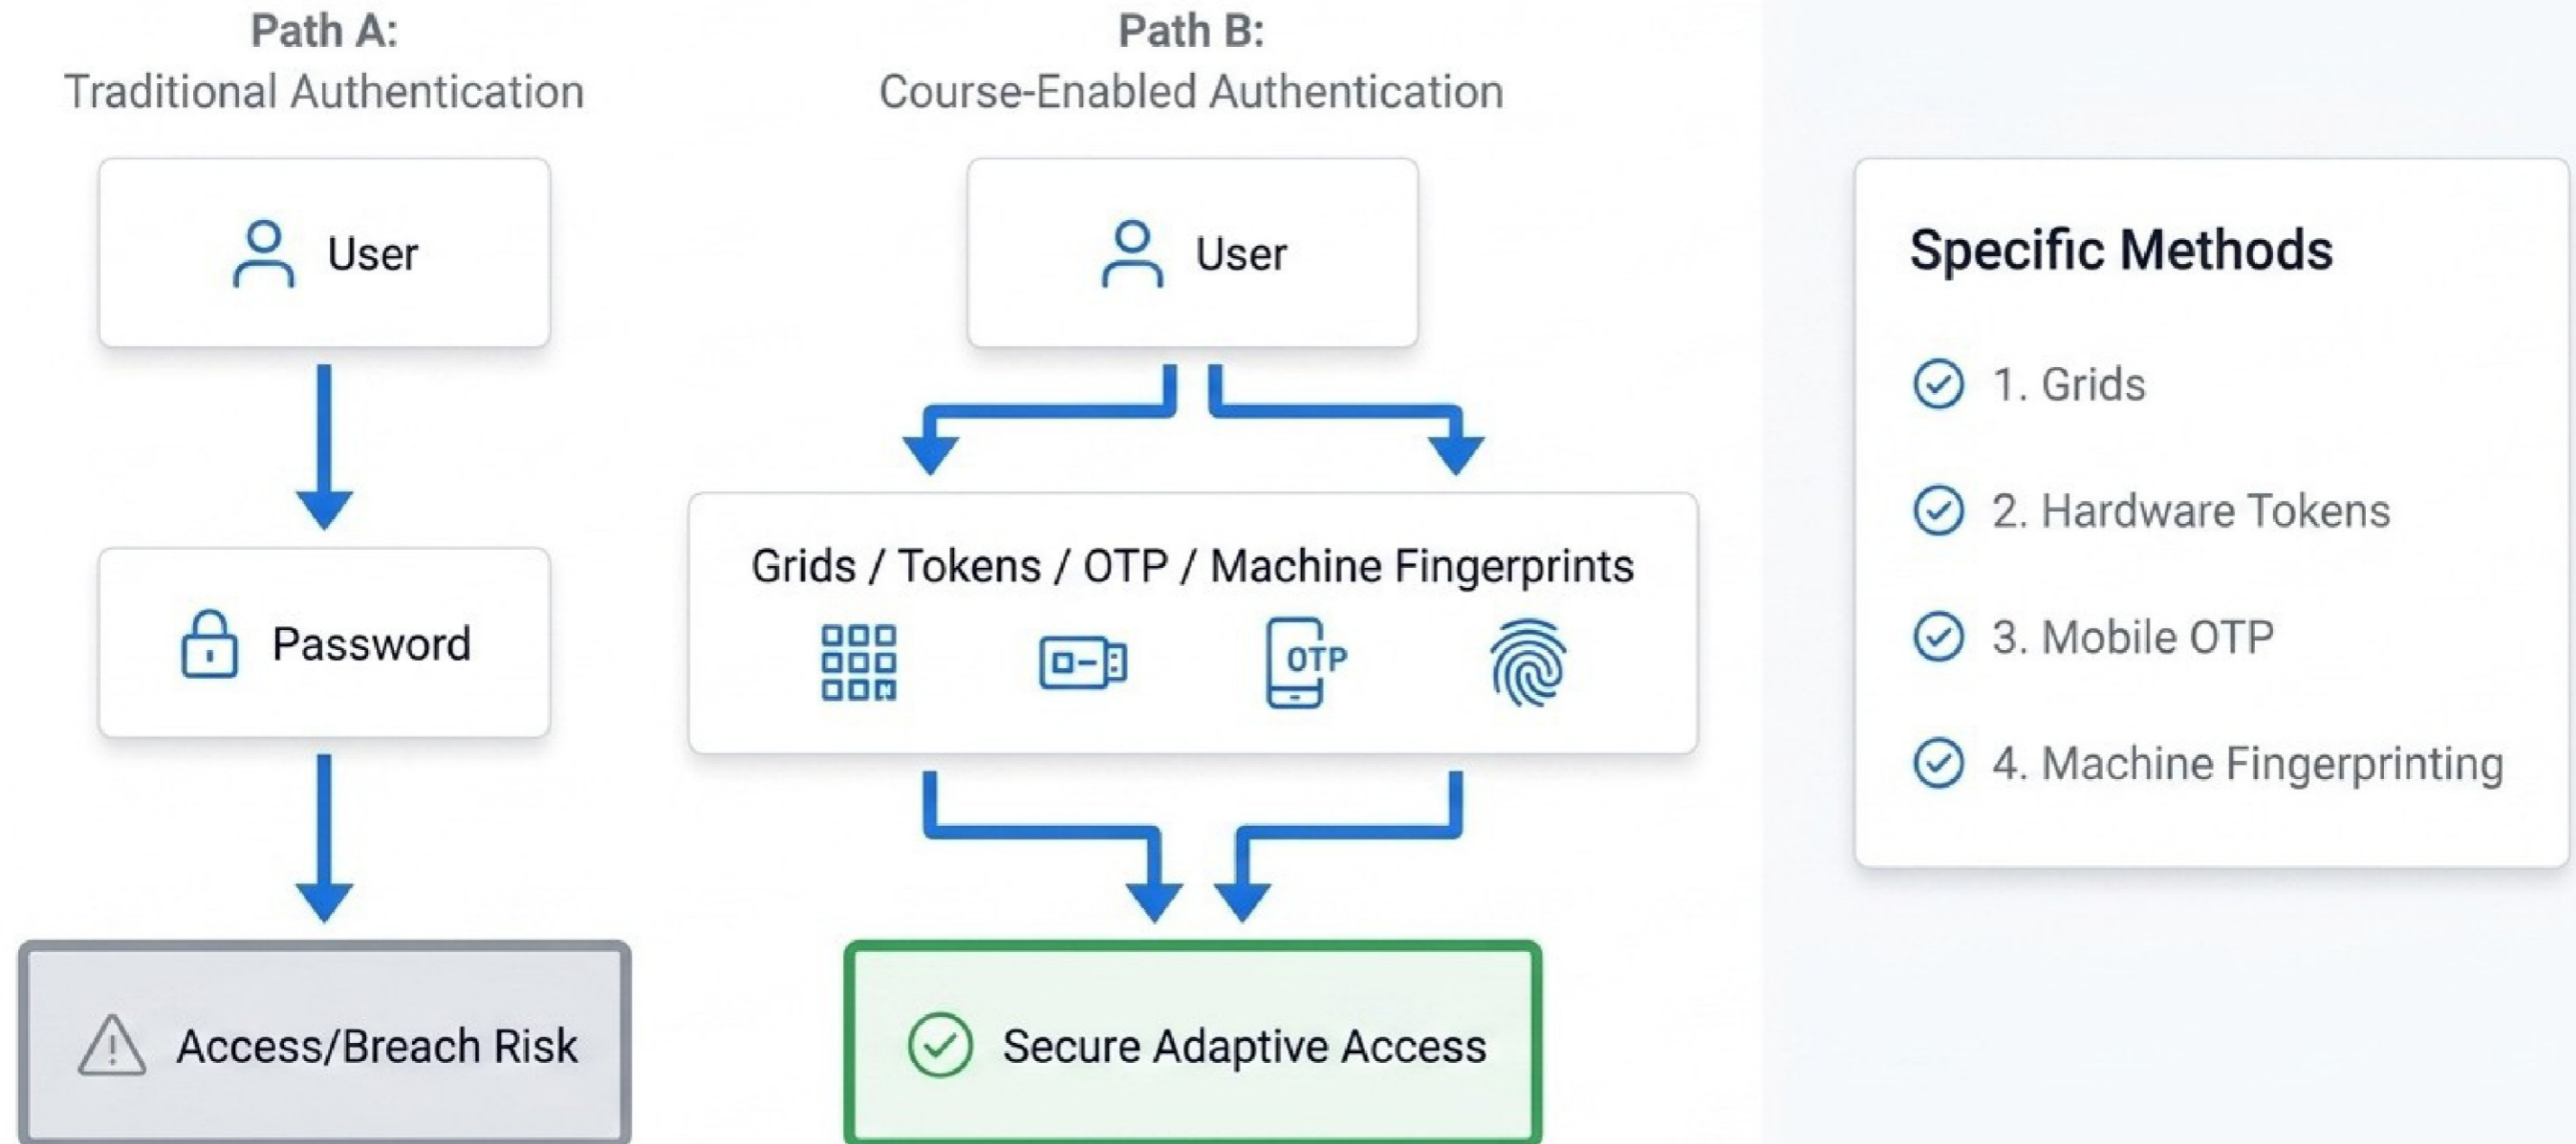 Path A:
Traditional Authentication
User
Password
Access/Breach Risk
Path B:
Course-Enabled Authentication
User
Grids / Tokens / OTP / Machine Fingerprints
OTP
Secure Adaptive Access
Specific Methods
1. Grids
2. Hardware Tokens
3. Mobile OTP
4. Machine Fingerprinting